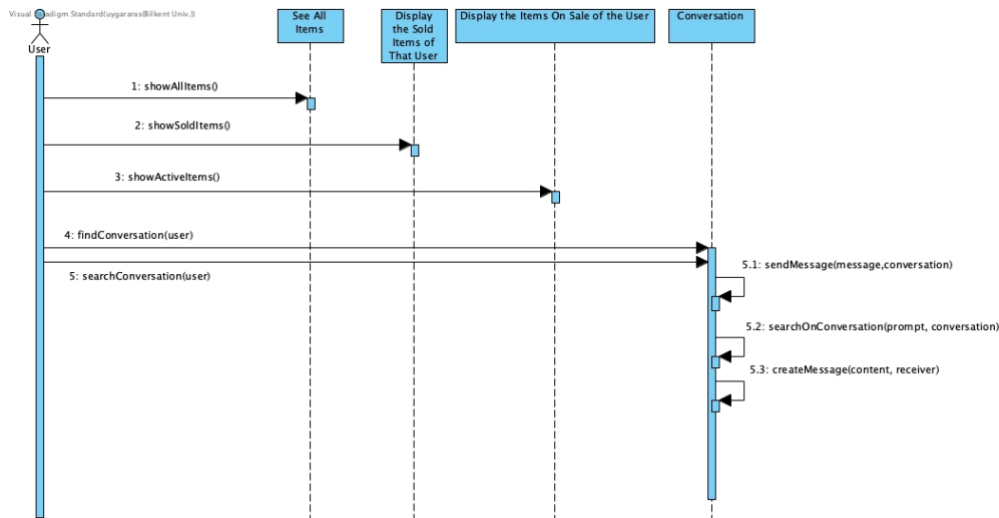 Visual Paradigm Standard(uygararas(Bilkent Univ.))
User
See All
Items
Display
the Sold
Items of
That User
Display the Items On Sale of the User
Conversation
1: showAllItems()
2: showSoldItems()
3: showActiveItems()
4: findConversation(user)
5: searchConversation(user)
5.1: sendMessage(message,conversation)
5.2: searchOnConversation(prompt, conversation)
5.3: createMessage(content, receiver)